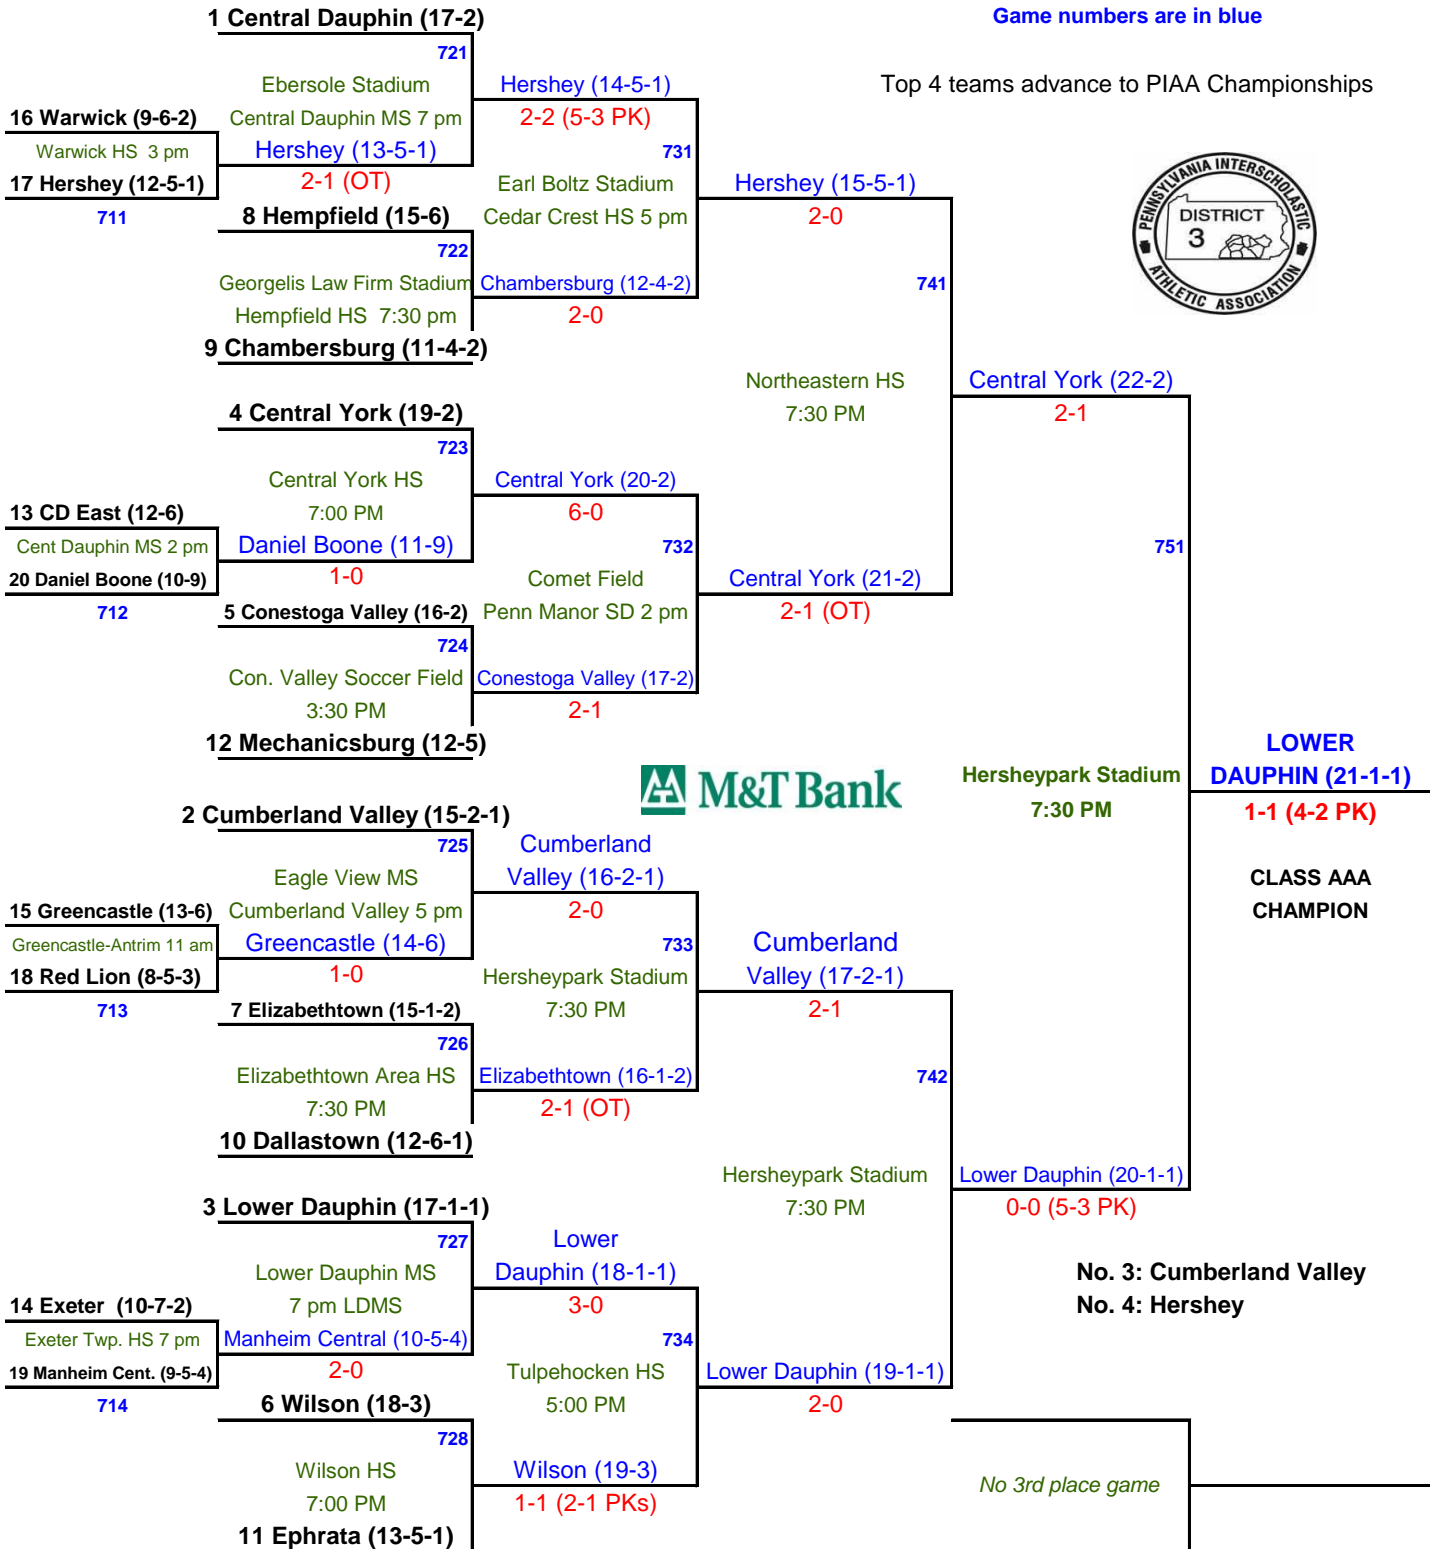 1 Central Dauphin (17-2)
Game numbers are in blue
721
Ebersole Stadium
Hershey (14-5-1)
Top 4 teams advance to PIAA Championships
16 Warwick (9-6-2)
Central Dauphin MS 7 pm
2-2 (5-3 PK)
Warwick HS 3 pm
Hershey (13-5-1)
731
17 Hershey (12-5-1)
2-1 (OT)
Earl Boltz Stadium
Hershey (15-5-1)
711
8 Hempfield (15-6)
Cedar Crest HS 5 pm
2-0
PENNSYLVANIA INTERSCHOLASTIC
DISTRICT
3
ATHLETIC ASSOCIATION
722
Georgelis Law Firm Stadium
Chambersburg (12-4-2)
741
Hempfield HS 7:30 pm
2-0
9 Chambersburg (11-4-2)
Northeastern HS
Central York (22-2)
4 Central York (19-2)
7:30 PM
2-1
723
Central York HS
Central York (20-2)
13 CD East (12-6)
7:00 PM
6-0
Cent Dauphin MS 2 pm
Daniel Boone (11-9)
732
751
20 Daniel Boone (10-9)
1-0
Comet Field
Central York (21-2)
712
5 Conestoga Valley (16-2)
Penn Manor SD 2 pm
2-1 (OT)
724
Con. Valley Soccer Field
Conestoga Valley (17-2)
3:30 PM
2-1
12 Mechanicsburg (12-5)
LOWER
M&T Bank
Hersheypark Stadium
DAUPHIN (21-1-1)
2 Cumberland Valley (15-2-1)
7:30 PM
1-1 (4-2 PK)
725
Cumberland
Eagle View MS
Valley (16-2-1)
CLASS AAA
15 Greencastle (13-6)
Cumberland Valley 5 pm
2-0
CHAMPION
Greencastle-Antrim 11 am
Greencastle (14-6)
733
Cumberland
18 Red Lion (8-5-3)
1-0
Hersheypark Stadium
Valley (17-2-1)
713
7 Elizabethtown (15-1-2)
7:30 PM
2-1
726
Elizabethtown Area HS
Elizabethtown (16-1-2)
742
7:30 PM
2-1 (OT)
10 Dallastown (12-6-1)
Hersheypark Stadium
Lower Dauphin (20-1-1)
3 Lower Dauphin (17-1-1)
7:30 PM
0-0 (5-3 PK)
727
Lower
Lower Dauphin MS
Dauphin (18-1-1)
No. 3: Cumberland Valley
14 Exeter (10-7-2)
7 pm LDMS
3-0
No. 4: Hershey
Exeter Twp. HS 7 pm
Manheim Central (10-5-4)
734
19 Manheim Cent. (9-5-4)
2-0
Tulpehocken HS
Lower Dauphin (19-1-1)
714
6 Wilson (18-3)
5:00 PM
2-0
728
Wilson HS
Wilson (19-3)
No 3rd place game
7:00 PM
1-1 (2-1 PKs)
11 Ephrata (13-5-1)